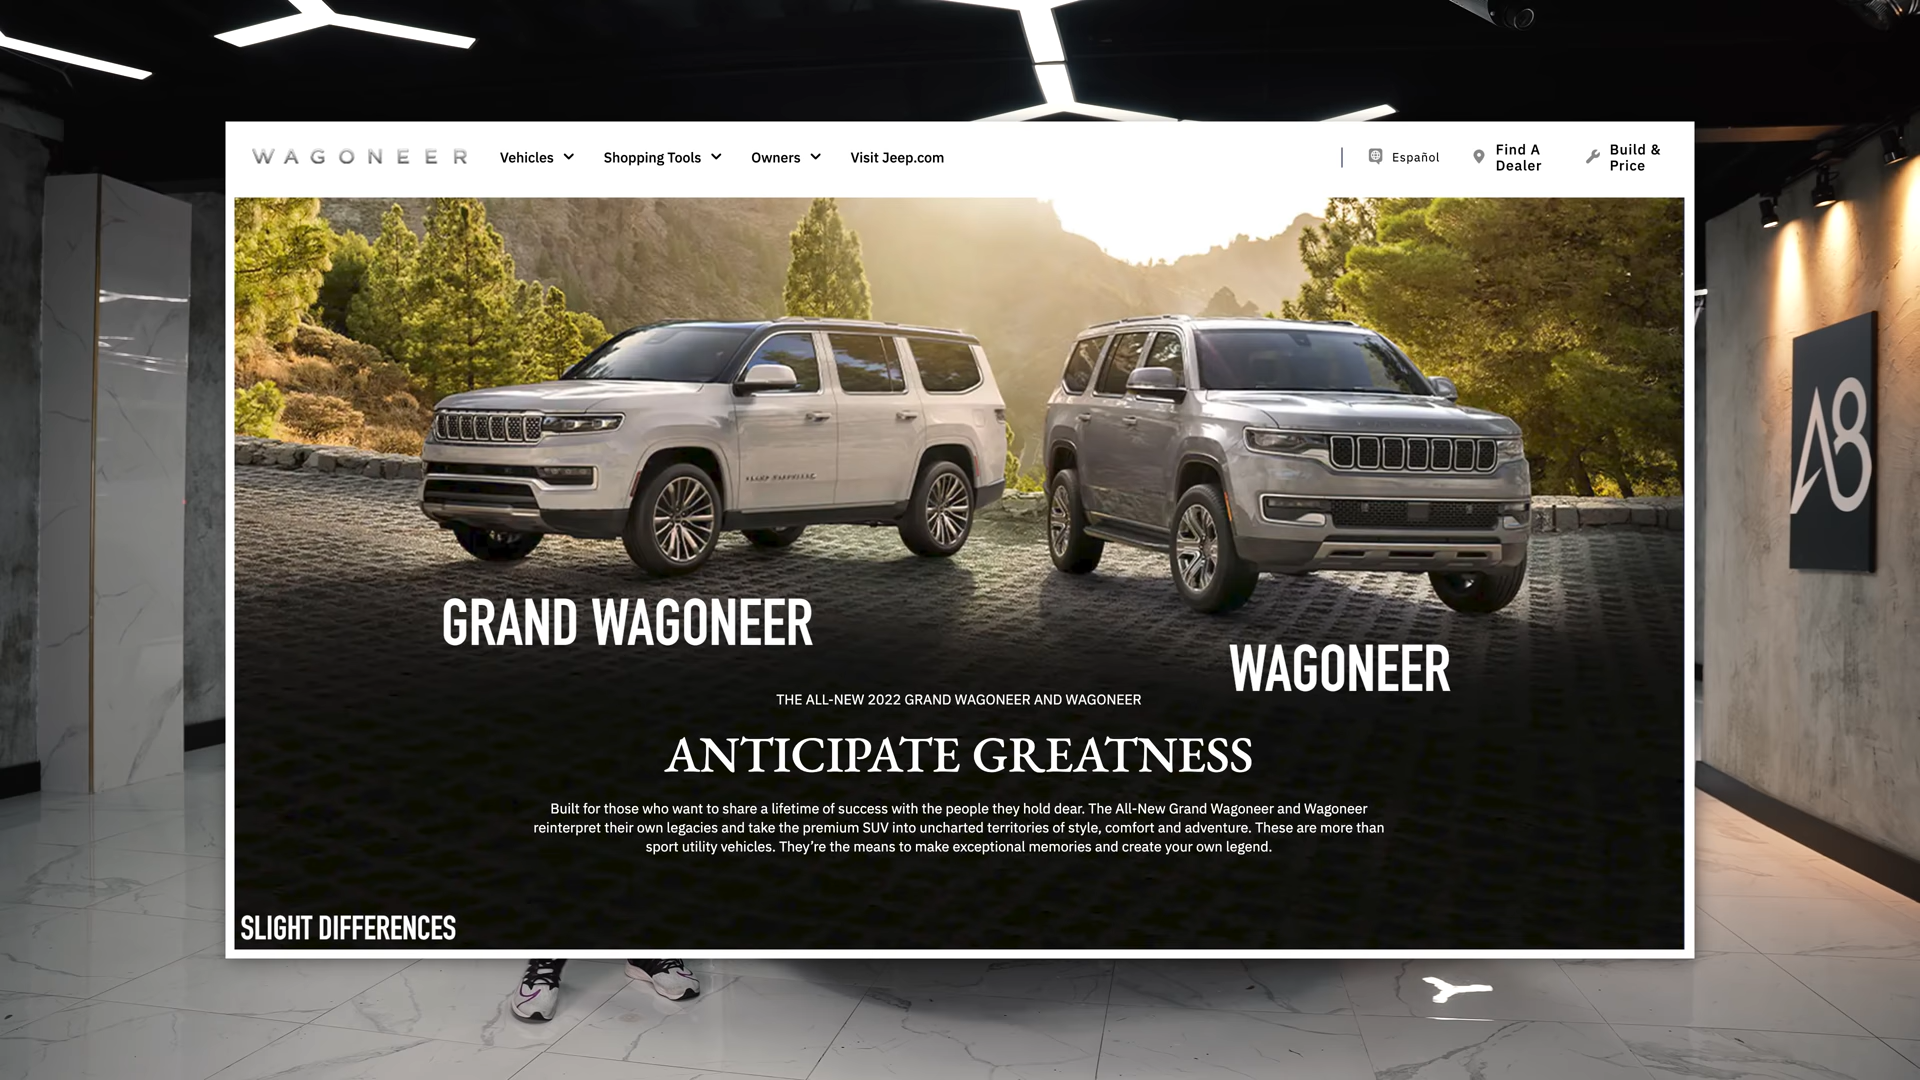 WAGONEER
Vehicles
Shopping Tools
Owners
Visit Jeep.com
Español
Find A
Dealer
Build &
Price
A8
GRAND WAGONEER
WAGONEER
THE ALL-NEW 2022 GRAND WAGONEER AND WAGONEER
ANTICIPATE GREATNESS
Built for those who want to share a lifetime of success with the people they hold dear. The All-New Grand Wagoneer and Wagoneer
reinterpret their own legacies and take the premium SUV into uncharted territories of style, comfort and adventure. These are more than
sport utility vehicles. They’re the means to make exceptional memories and create your own legend.
SLIGHT DIFFERENCES